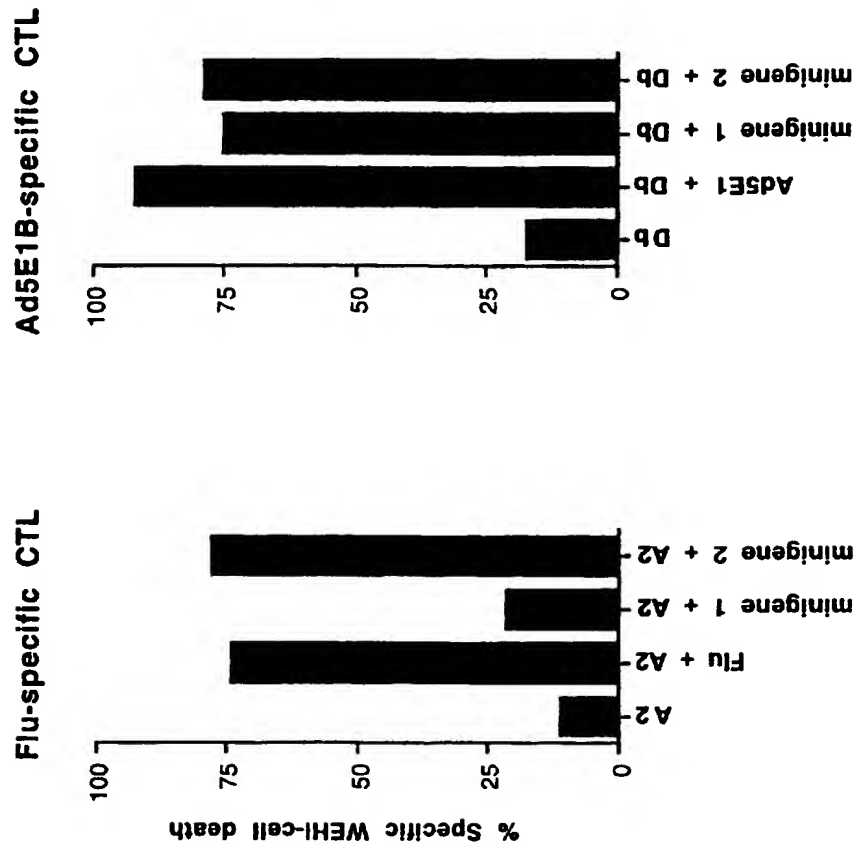 Flu-specific CTL
Ad5E1B-specific CTL
% Specific WEHI-cell death
100
75
50
25
0
A2
Flu + A2
minigene 1 + A2
minigene 2 + A2
100
75
50
25
0
Db
Ad5E1 + Db
minigene 1 + Db
minigene 2 + Db